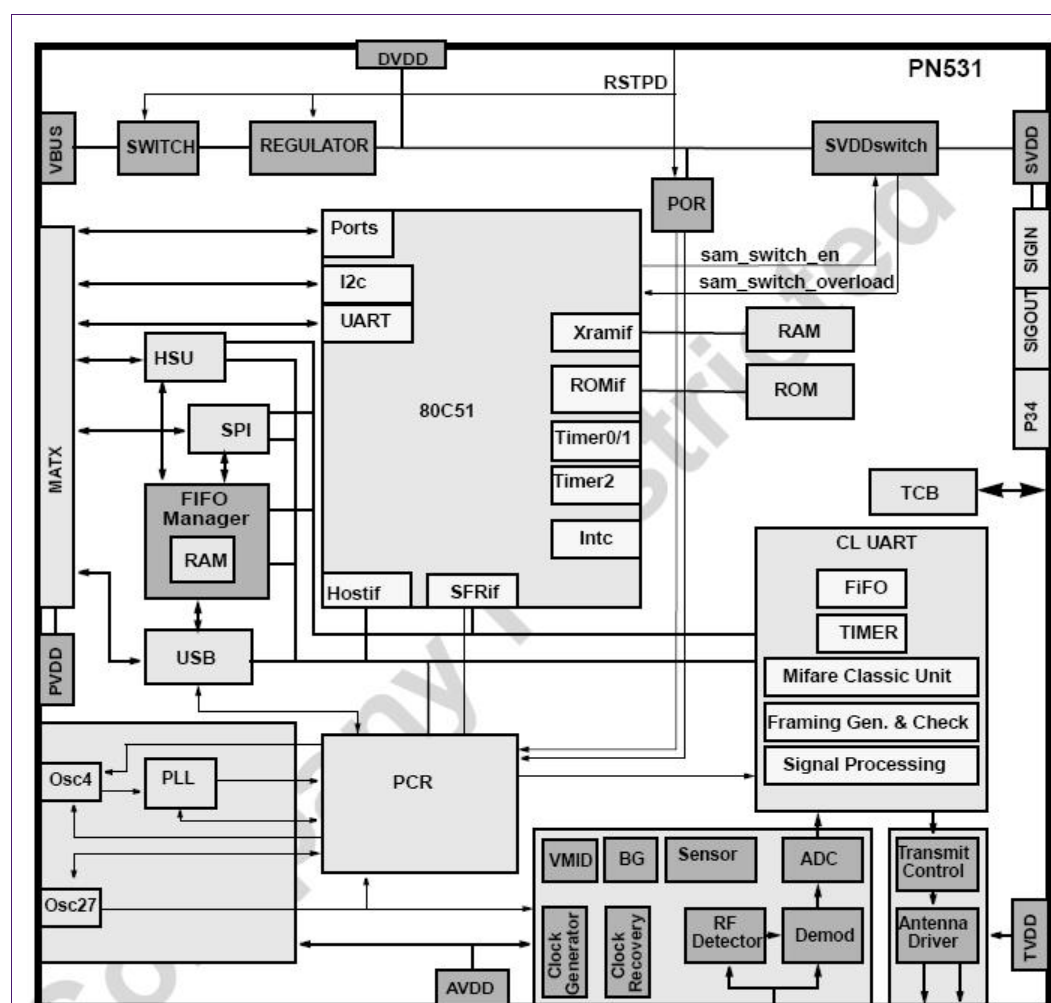 DVDD
PN531
RSTPD
VBUS
SWITCH
REGULATOR
SVDDswitch
SVDD
POR
Ports
sam_switch_en
SIGIN
I2c
sam_switch_overload
UART
Xramif
RAM
SIGOUT
HSU
ROMif
ROM
80C51
P34
SPI
Timer0/1
MATX
Timer2
TCB
FIFO
Manager
Intc
CL UART
RAM
FiFO
Hostif
SFRif
TIMER
PVDD
USB
Mifare Classic Unit
Framing Gen. & Check
Osc4
PLL
PCR
Signal Processing
VMID
BG
Sensor
ADC
Transmit
Control
Osc27
Clock
Generator
Clock
Recovery
RF
Detector
Demod
Antenna
Driver
TVDD
AVDD